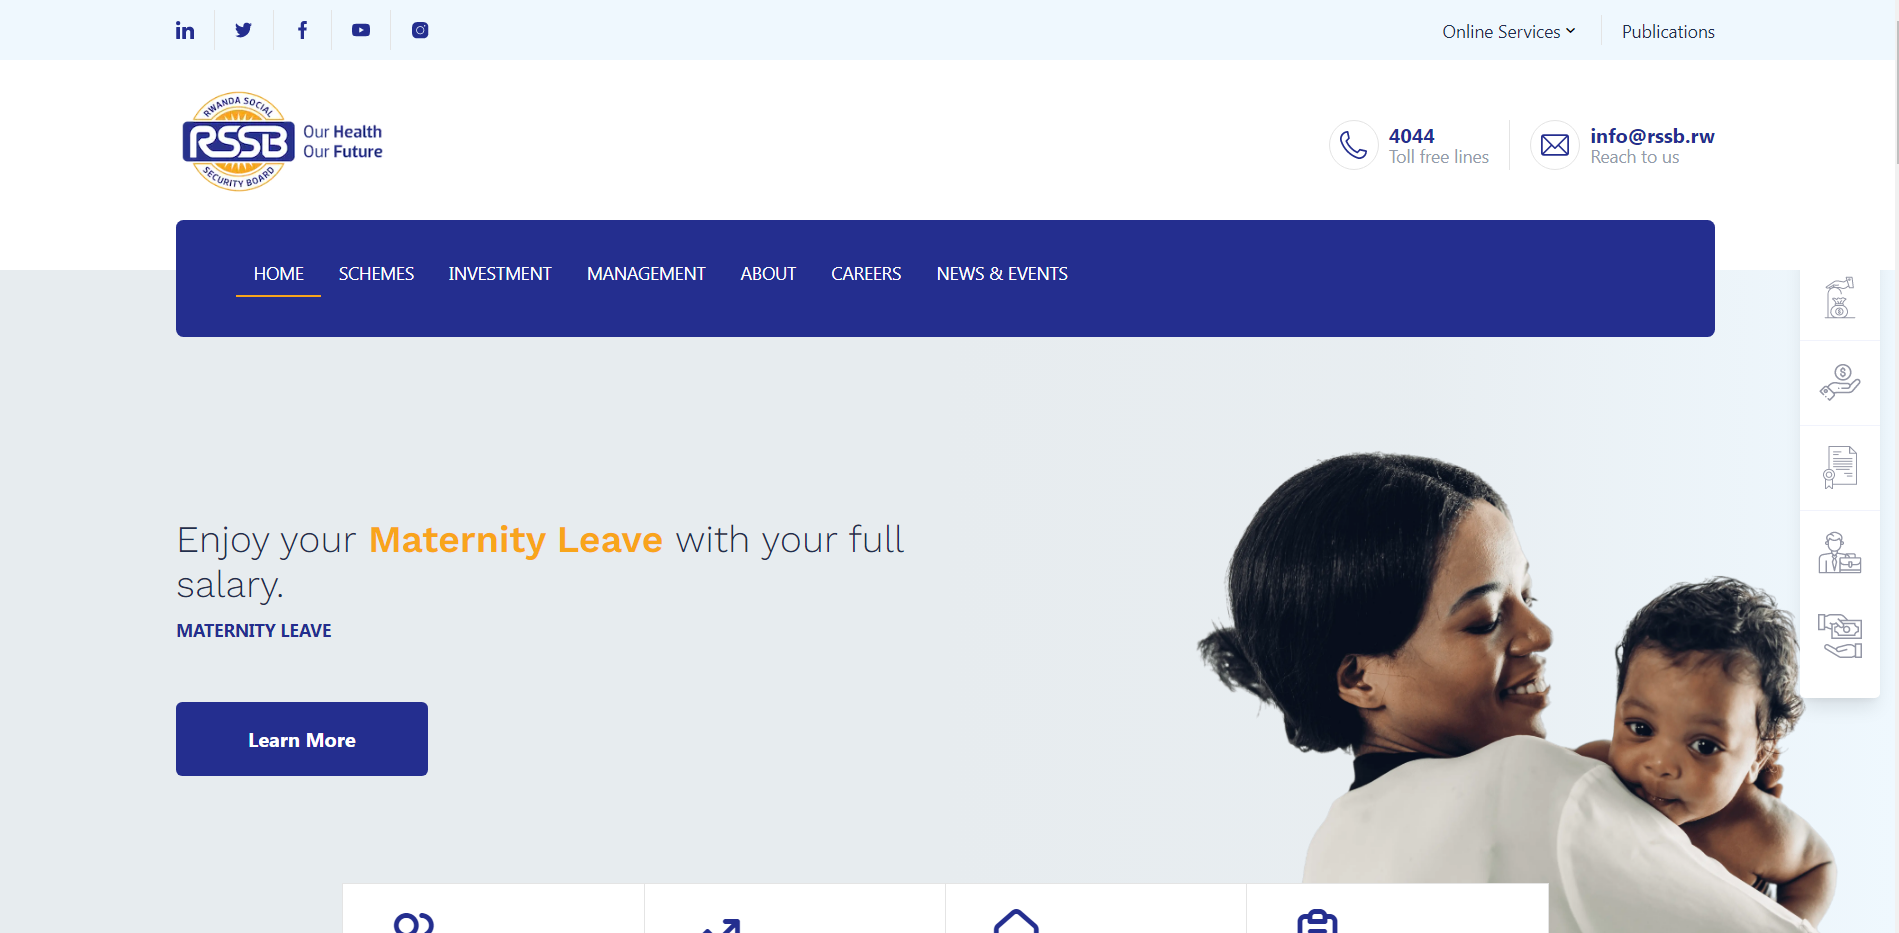 Online Services
Publications
RWANDA SOCIAL
RSSB
SECURITY BOARD
Our Health
Our Future
4044
Toll free lines
info@rssb.rw
Reach to us
HOME
SCHEMES
INVESTMENT
MANAGEMENT
ABOUT
CAREERS
NEWS & EVENTS
Enjoy your Maternity Leave with your full
salary.
MATERNITY LEAVE
Learn More